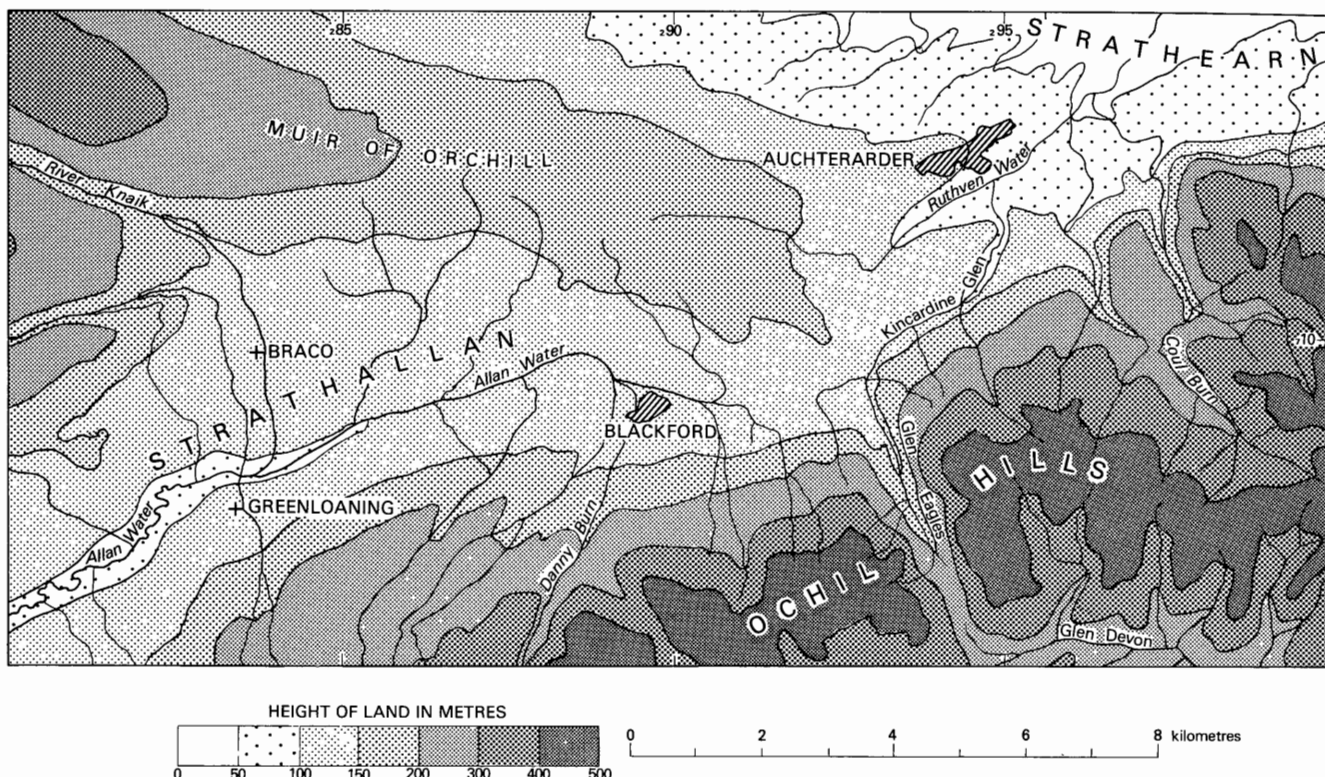 ²85
²90
²95
STRATHEARN
MUIR OF ORCHILL
AUCHTERARDER
River Knaik
Ruthven Water
Kincardine Glen
BRACO
STRATHALLAN
Allan Water
BLACKFORD
Glen Eagles
Coul Burn
₇10
HILLS
GREENLOANING
Allan Water
Danny Burn
OCHIL
Glen Devon
HEIGHT OF LAND IN METRES
0 50 100 150 200 300 400 500
0 2 4 6 8 kilometres